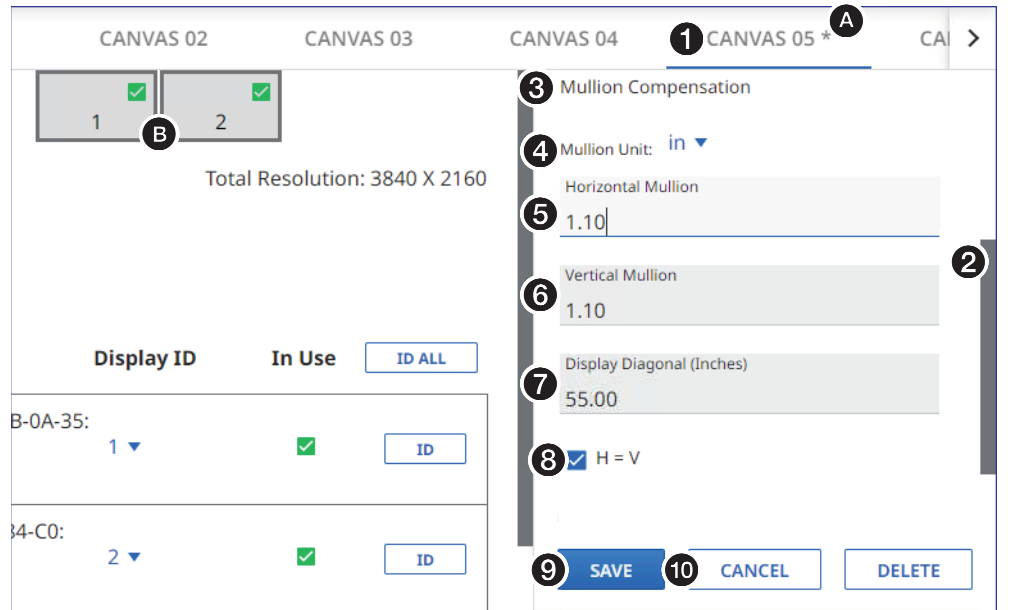 CANVAS 02 CANVAS 03 CANVAS 04 1 CANVAS 05 * A CA >
3 Mullion Compensation
1 B 2
4 Mullion Unit: in
Total Resolution: 3840 X 2160
Horizontal Mullion
5 1.10
2
Vertical Mullion
6 1.10
Display ID In Use ID ALL
Display Diagonal (Inches)
7 55.00
B-0A-35:
1 ID
8 H = V
34-C0:
2 ID
9 SAVE 10 CANCEL DELETE